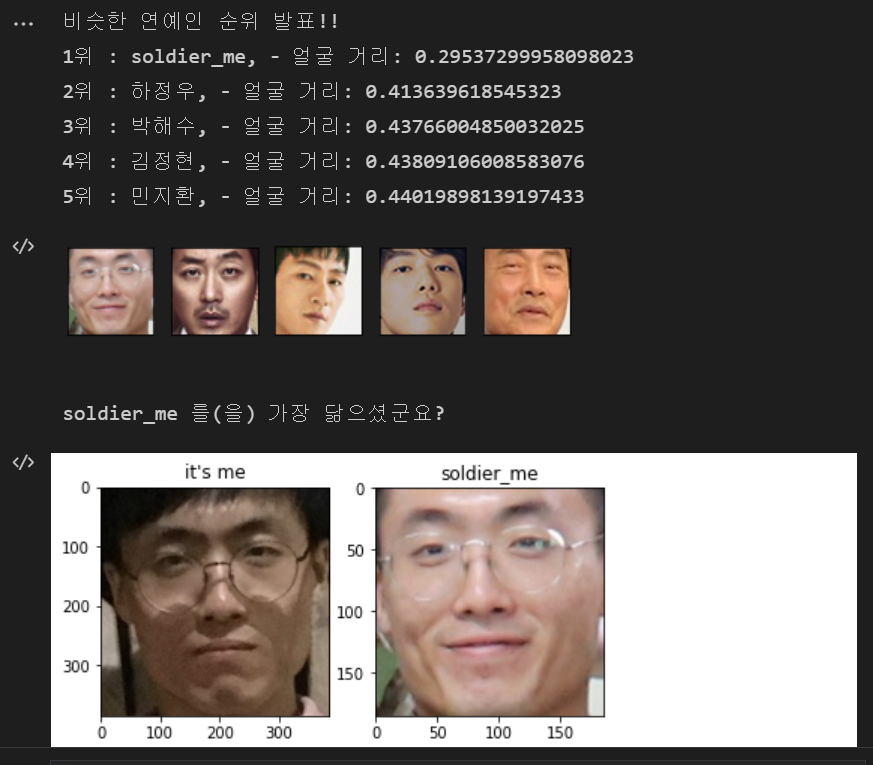 비슷한 연예인 순위 발표!!
1위 : soldier_me, - 얼굴 거리: 0.29537299958098023
2위 : 하정우, - 얼굴 거리: 0.413639618545323
3위 : 박해수, - 얼굴 거리: 0.43766004850032025
4위 : 김정현, - 얼굴 거리: 0.43809106008583076
5위 : 민지환, - 얼굴 거리: 0.44019898139197433
soldier_me 를(을) 가장 닮으셨군요?
it's me
0
100
200
300
0 100 200 300
soldier_me
0
50
100
150
0 50 100 150